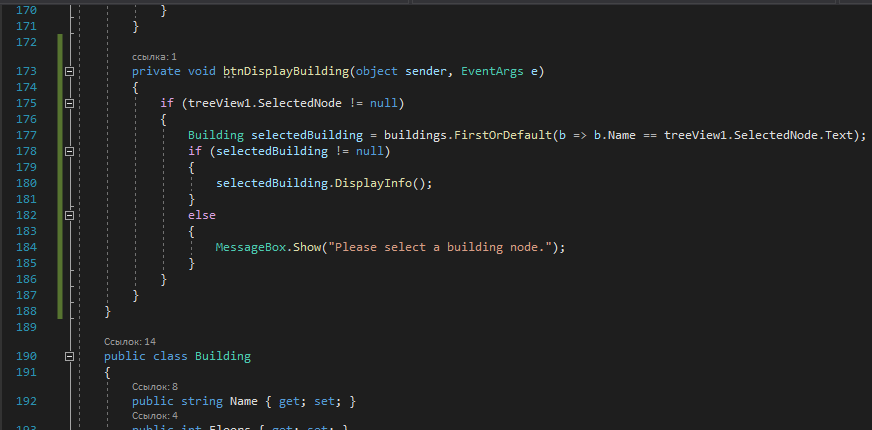 170 }
171 }
172
ссылка: 1
173 private void btnDisplayBuilding(object sender, EventArgs e)
174 {
175 if (treeView1.SelectedNode != null)
176 {
177 Building selectedBuilding = buildings.FirstOrDefault(b => b.Name == treeView1.SelectedNode.Text);
178 if (selectedBuilding != null)
179 {
180 selectedBuilding.DisplayInfo();
181 }
182 else
183 {
184 MessageBox.Show("Please select a building node.");
185 }
186 }
187 }
188 }
189
Ссылок: 14
190 public class Building
191 {
Ссылок: 8
192 public string Name { get; set; }
Ссылок: 4
193 public int Floors { get; set; }